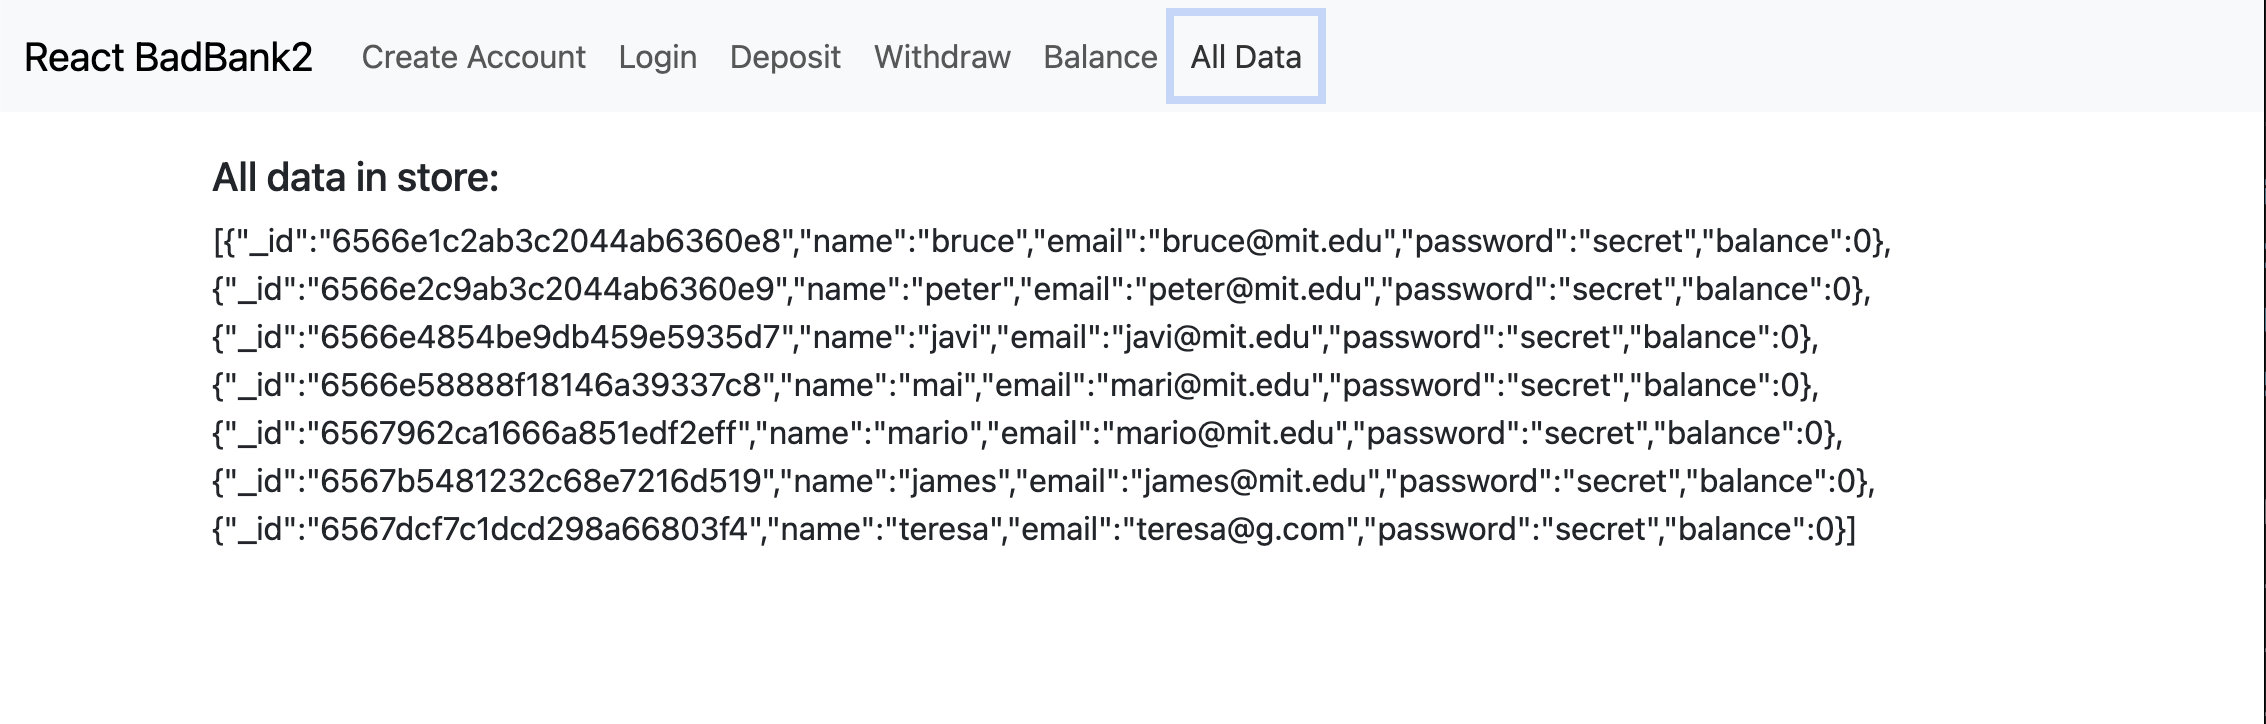 React BadBank2 Create Account Login Deposit Withdraw Balance All Data
All data in store:
[{"_id":"6566e1c2ab3c2044ab6360e8","name":"bruce","email":"bruce@mit.edu","password":"secret","balance":0},
{"_id":"6566e2c9ab3c2044ab6360e9","name":"peter","email":"peter@mit.edu","password":"secret","balance":0},
{"_id":"6566e4854be9db459e5935d7","name":"javi","email":"javi@mit.edu","password":"secret","balance":0},
{"_id":"6566e58888f18146a39337c8","name":"mai","email":"mari@mit.edu","password":"secret","balance":0},
{"_id":"6567962ca1666a851edf2eff","name":"mario","email":"mario@mit.edu","password":"secret","balance":0},
{"_id":"6567b5481232c68e7216d519","name":"james","email":"james@mit.edu","password":"secret","balance":0},
{"_id":"6567dcf7c1dcd298a66803f4","name":"teresa","email":"teresa@g.com","password":"secret","balance":0}]